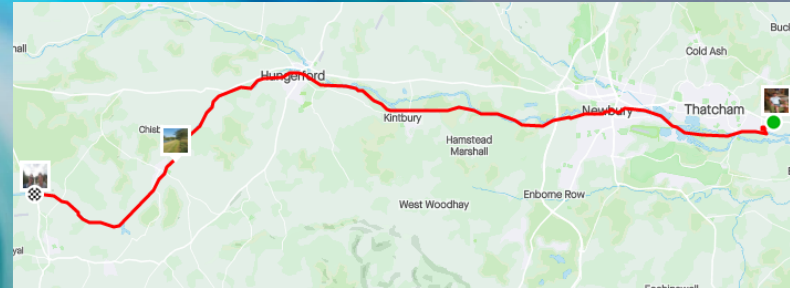 Cold Ash
Hungerford
Newbury
Thatcham
Kintbury
Hamstead
Marshall
Enborne Row
West Woodhay